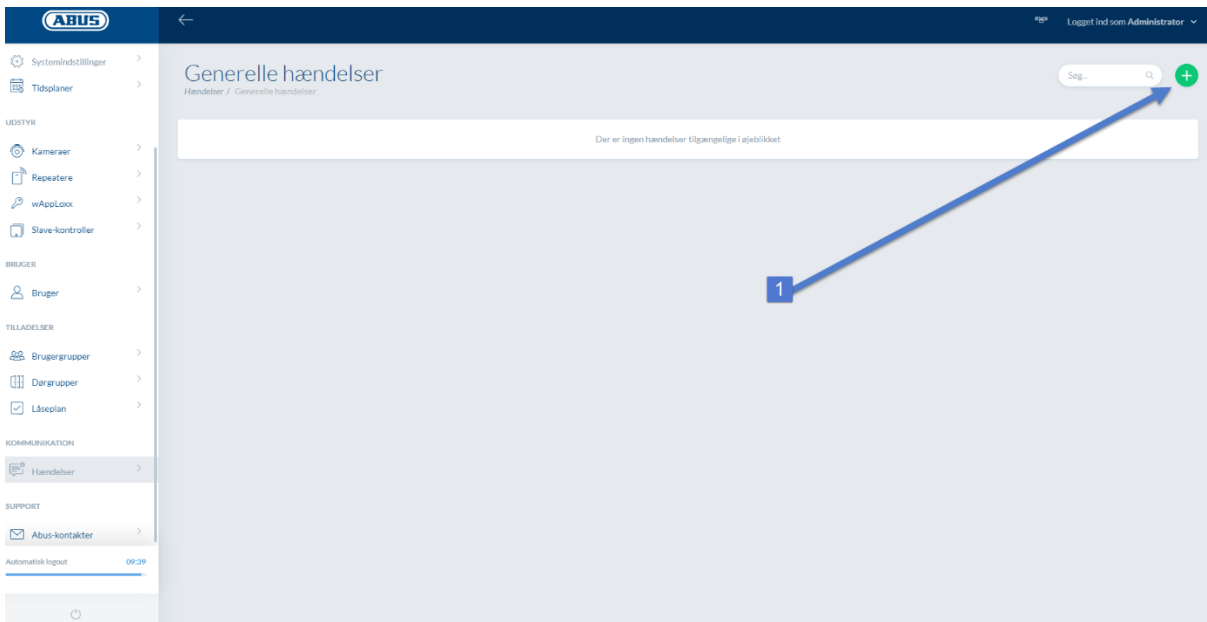 ABUS
Logget ind som Administrator
Systemindstillinger
Tidsplaner
UDSTYR
Kameraer
Repeatere
wAppLoxx
Slave-kontroller
BRUGER
Bruger
TILLADELSER
Brugergrupper
Dørgrupper
Låseplan
KOMMUNIKATION
Hændelser
SUPPORT
Abus-kontakter
Automatisk logout 09:39
Generelle hændelser
Hændelser / Generelle hændelser
Søg..
Der er ingen hændelser tilgængelige i øjeblikket
1